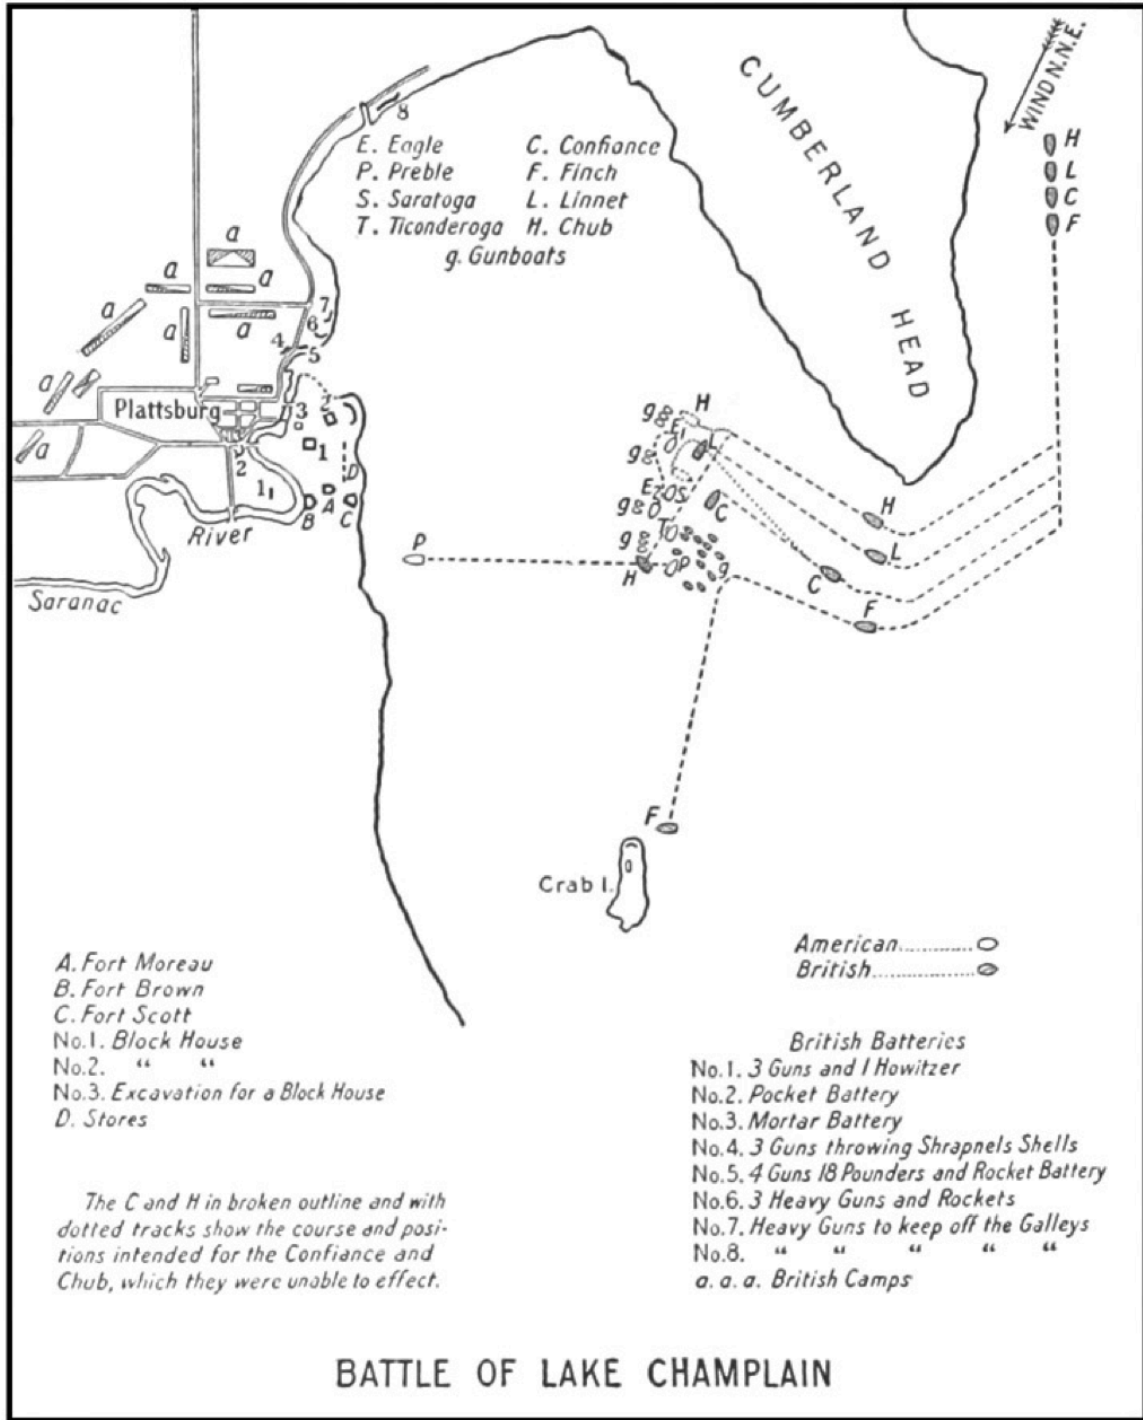 CUMBERLAND HEAD
WIND N.N.E.
H
L
C
F
8
E. Eagle C. Confiance
P. Preble F. Finch
S. Saratoga L. Linnet
T. Ticonderoga H. Chub
g. Gunboats
a
a
a
a
a
a
a
a
7
6
4
5
Plattsburg
3
2
1
2
D
1
A
B
C
River
Saranac
P
g
H
E
L
g
E
S
g
C
T
g
H
P
g
H
L
C
F
F
Crab I.
A. Fort Moreau
B. Fort Brown
C. Fort Scott
No.1. Block House
No.2. “ “
No.3. Excavation for a Block House
D. Stores
The C and H in broken outline and with
dotted tracks show the course and posi-
tions intended for the Confiance and
Chub, which they were unable to effect.
American.............
British................
British Batteries
No.1. 3 Guns and 1 Howitzer
No.2. Pocket Battery
No.3. Mortar Battery
No.4. 3 Guns throwing Shrapnels Shells
No.5. 4 Guns 18 Pounders and Rocket Battery
No.6. 3 Heavy Guns and Rockets
No.7. Heavy Guns to keep off the Galleys
No.8. “ “ “ “ “
a. a. a. British Camps
BATTLE OF LAKE CHAMPLAIN